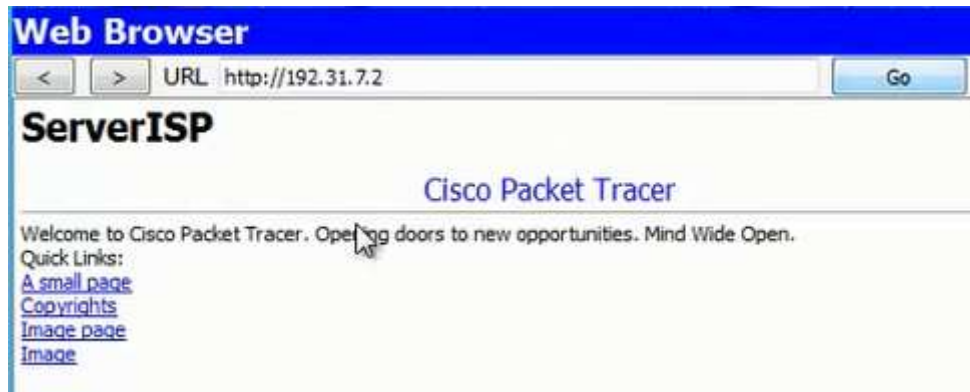 Web Browser
< > URL http://192.31.7.2 Go
ServerISP
Cisco Packet Tracer
Welcome to Cisco Packet Tracer. Opening doors to new opportunities. Mind Wide Open.
Quick Links:
A small page
Copyrights
Image page
Image